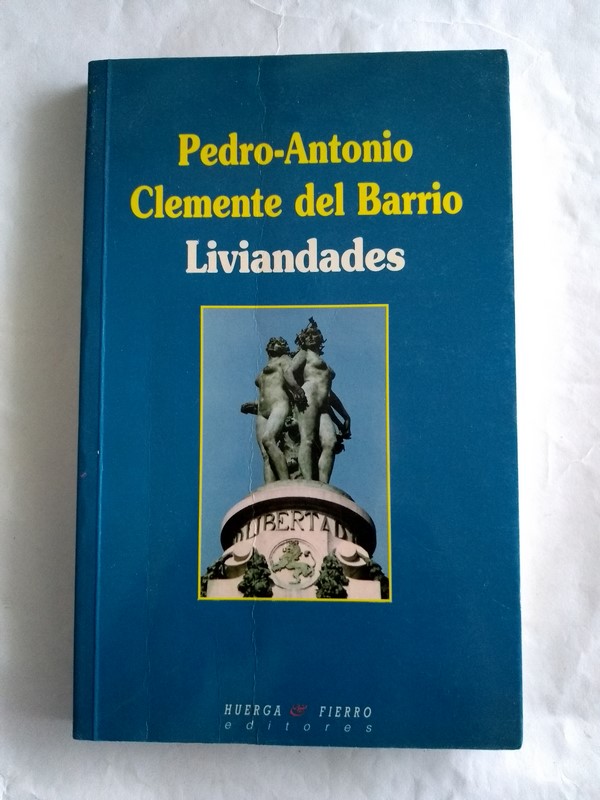 Pedro-Antonio
Clemente del Barrio
Liviandades
LIBERTAD
HUERGA & FIERRO
editores